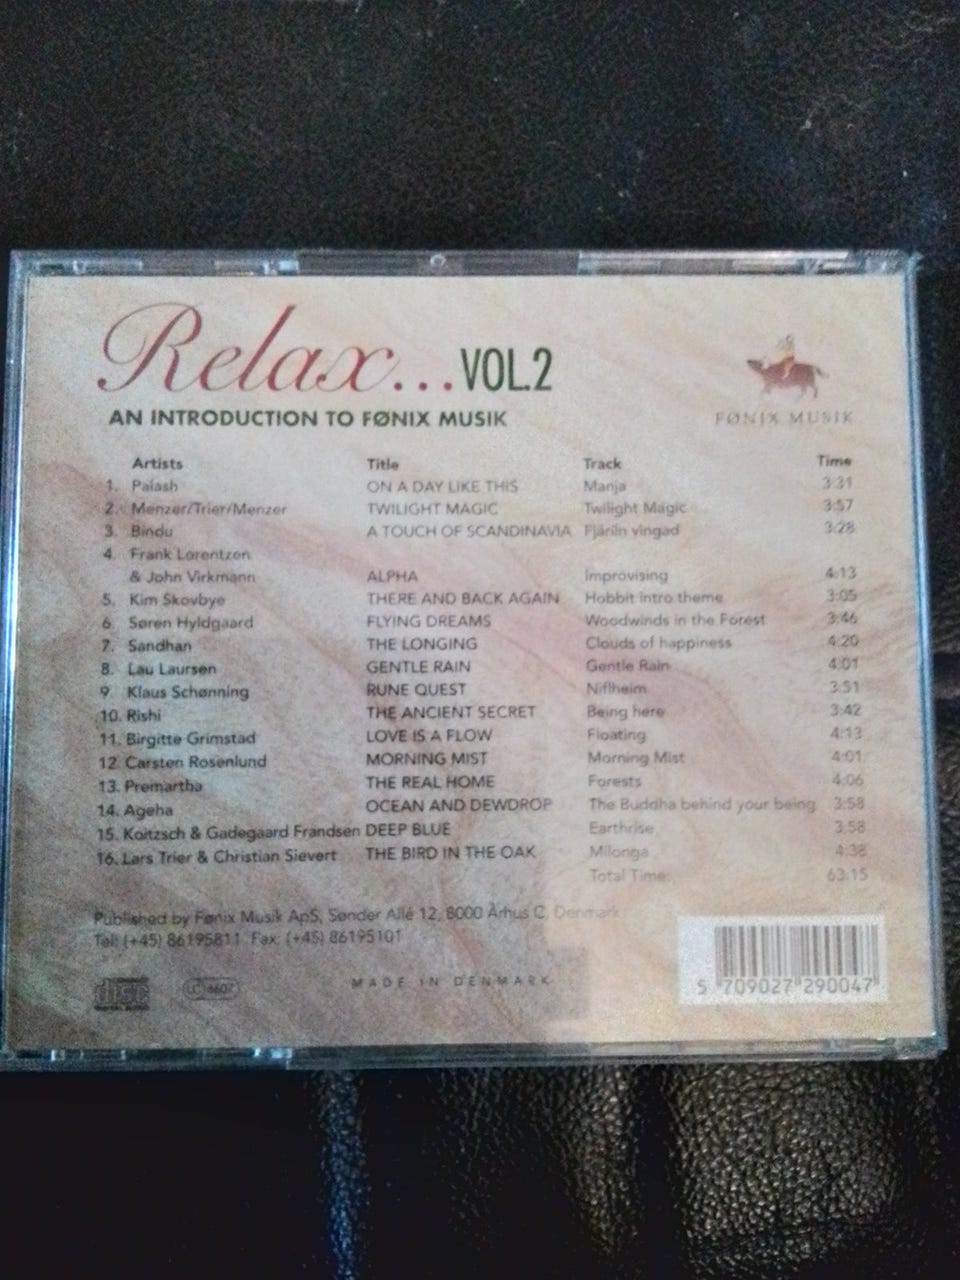 Relax... VOL.2
AN INTRODUCTION TO FØNIX MUSIK
FØNIX MUSIK
Artists Title Track Time
1. Palash ON A DAY LIKE THIS Manja 3:31
2. Menzer/Trier/Menzer TWILIGHT MAGIC Twilight Magic 3:57
3. Bindu A TOUCH OF SCANDINAVIA Fjäriln vingad 3:28
4. Frank Lorentzen
& John Virkmann ALPHA Improvising 4:13
5. Kim Skovbye THERE AND BACK AGAIN Hobbit intro theme 3:05
6. Søren Hyldgaard FLYING DREAMS Woodwinds in the Forest 3:46
7. Sandhan THE LONGING Clouds of happiness 4:20
8. Lau Laursen GENTLE RAIN Gentle Rain 4:01
9. Klaus Schønning RUNE QUEST Niflheim 3:51
10. Rishi THE ANCIENT SECRET Being here 3:42
11. Birgitte Grimstad LOVE IS A FLOW Floating 4:13
12. Carsten Rosenlund MORNING MIST Morning Mist 4:01
13. Premartha THE REAL HOME Forests 4:06
14. Ageha OCEAN AND DEWDROP The Buddha behind your being 3:58
15. Koitzsch & Gadegaard Frandsen DEEP BLUE Earthrise 3:58
16. Lars Trier & Christian Sievert THE BIRD IN THE OAK Milonga 4:38
Total Time: 63:15
Published by Fønix Musik ApS, Sønder Allé 12, 8000 Århus C, Denmark
Tel: (+45) 86195811 Fax: (+45) 86195101
MADE IN DENMARK
disc
LC 6607
5 709027 290047